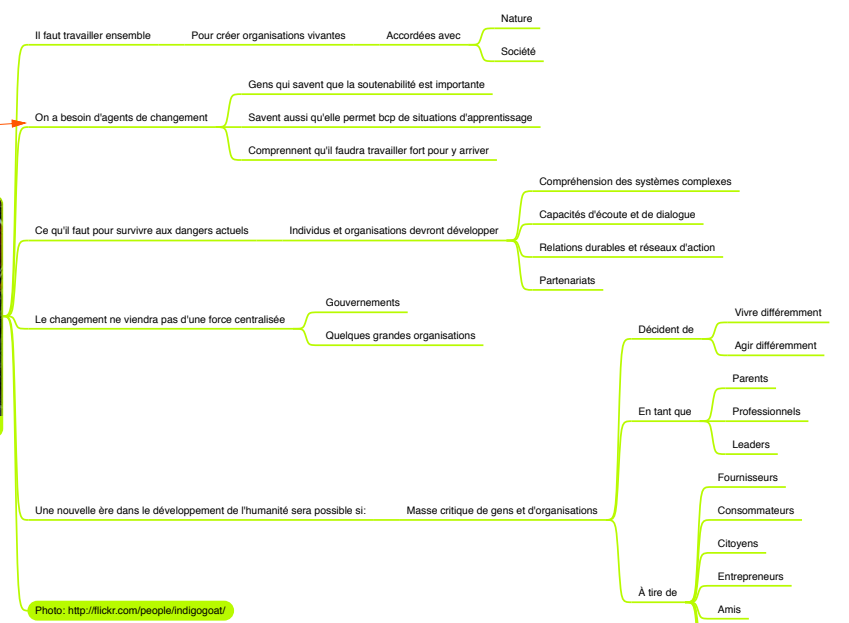 Il faut travailler ensemble
Pour créer organisations vivantes
Accordées avec
Nature
Société
On a besoin d'agents de changement
Gens qui savent que la soutenabilité est importante
Savent aussi qu'elle permet bcp de situations d'apprentissage
Comprennent qu'il faudra travailler fort pour y arriver
Ce qu'il faut pour survivre aux dangers actuels
Individus et organisations devront développer
Compréhension des systèmes complexes
Capacités d'écoute et de dialogue
Relations durables et réseaux d'action
Partenariats
Le changement ne viendra pas d'une force centralisée
Gouvernements
Quelques grandes organisations
Une nouvelle ère dans le développement de l'humanité sera possible si:
Masse critique de gens et d'organisations
Décident de
Vivre différemment
Agir différemment
En tant que
Parents
Professionnels
Leaders
À tire de
Fournisseurs
Consommateurs
Citoyens
Entrepreneurs
Amis
Photo: http://flickr.com/people/indigogoat/